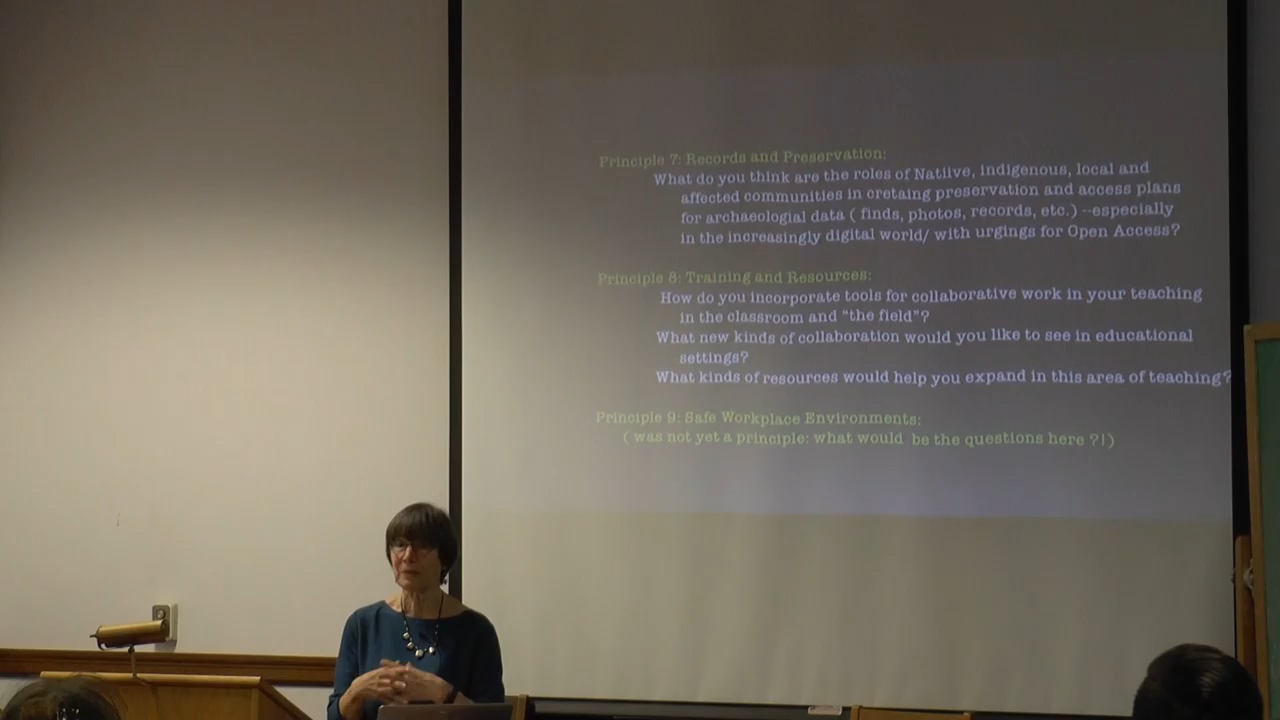 Principle 7: Records and Preservation:
What do you think are the roles of Natiive, indigenous, local and
affected communities in cretaing preservation and access plans
for archaeologial data ( finds, photos, records, etc.) --especially
in the increasingly digital world/ with urgings for Open Access?
Principle 8: Training and Resources:
How do you incorporate tools for collaborative work in your teaching
in the classroom and “the field”?
What new kinds of collaboration would you like to see in educational
settings?
What kinds of resources would help you expand in this area of teaching?
Principle 9: Safe Workplace Environments:
( was not yet a principle: what would be the questions here ?!)